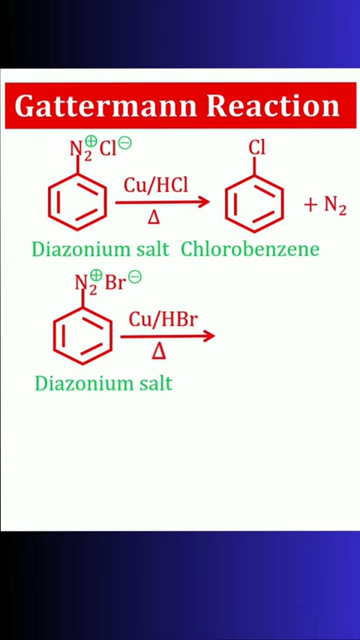 Gattermann Reaction
N₂⊕ Cl⊖
Cl
Cu/HCl
Δ
+ N₂
Diazonium salt Chlorobenzene
N₂⊕ Br⊖
Cu/HBr
Δ
Diazonium salt